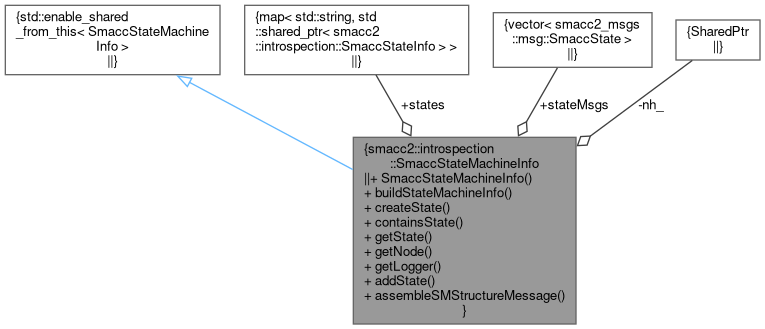 {std::enable_shared
_from_this< SmaccStateMachine
Info >
||}
{map< std::string, std
::shared_ptr< smacc2
::introspection::SmaccStateInfo > >
||}
{vector< smacc2_msgs
::msg::SmaccState >
||}
{SharedPtr
||}
+states
+stateMsgs
-nh_
{smacc2::introspection
::SmaccStateMachineInfo
||+ SmaccStateMachineInfo()
+ buildStateMachineInfo()
+ createState()
+ containsState()
+ getState()
+ getNode()
+ getLogger()
+ addState()
+ assembleSMStructureMessage()
}